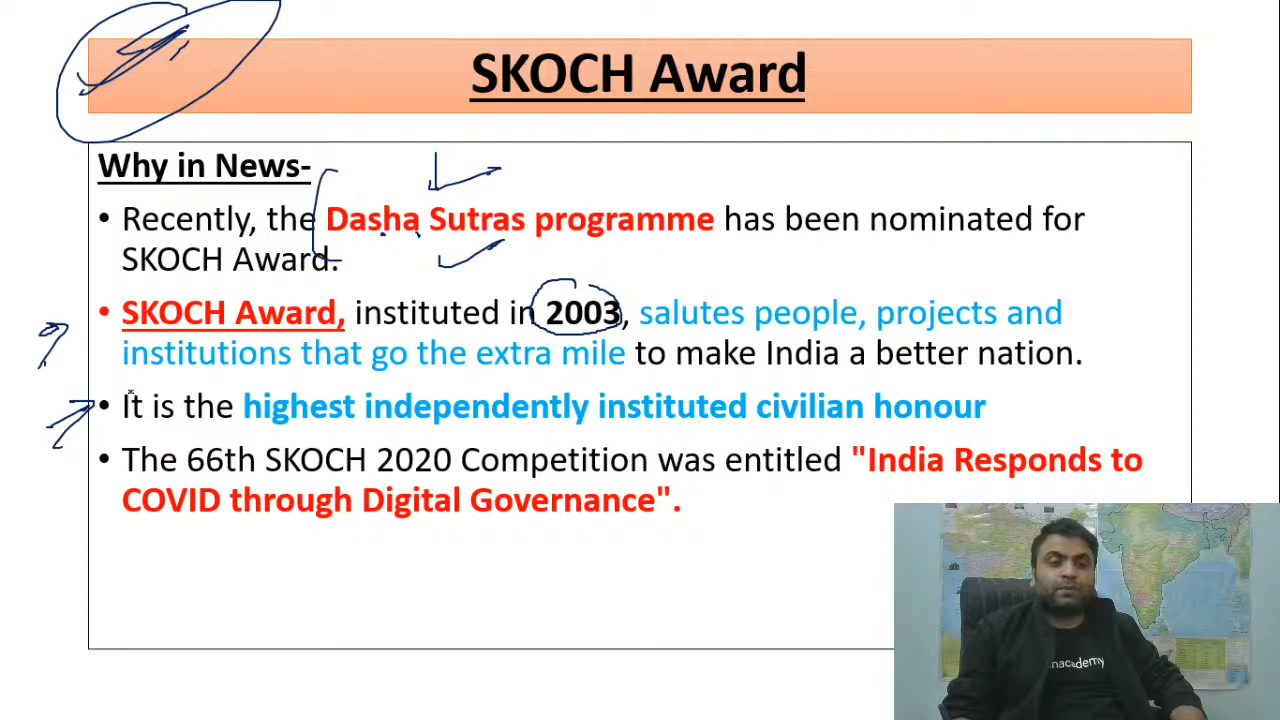 SKOCH Award
Why in News-
• Recently, the Dasha Sutras programme has been nominated for
SKOCH Award.
• SKOCH Award, instituted in 2003, salutes people, projects and
institutions that go the extra mile to make India a better nation.
• It is the highest independently instituted civilian honour
• The 66th SKOCH 2020 Competition was entitled "India Responds to
COVID through Digital Governance".
nacademy